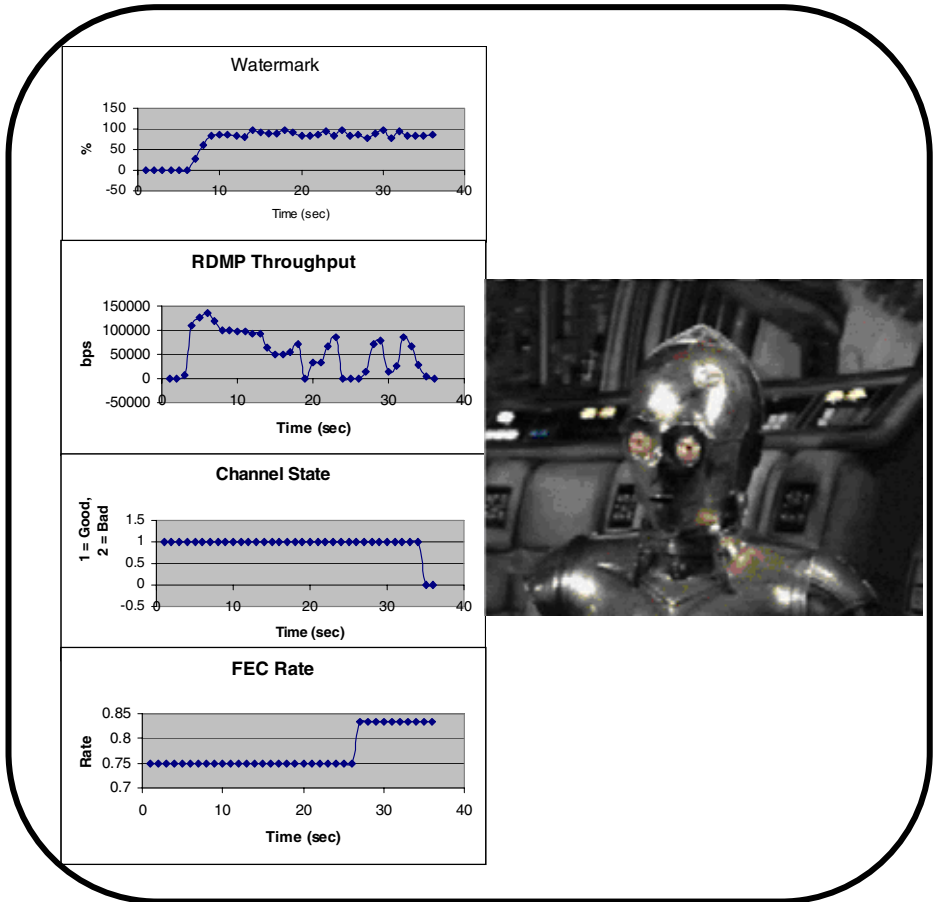 Watermark
150
100
50
0
-50
%
0 10 20 30 40
Time (sec)
RDMP Throughput
150000
100000
50000
0
-50000
bps
0 10 20 30 40
Time (sec)
Channel State
1.5
1
0.5
0
-0.5
1 = Good,
2 = Bad
0 10 20 30 40
Time (sec)
FEC Rate
0.85
0.8
0.75
0.7
Rate
0 10 20 30 40
Time (sec)